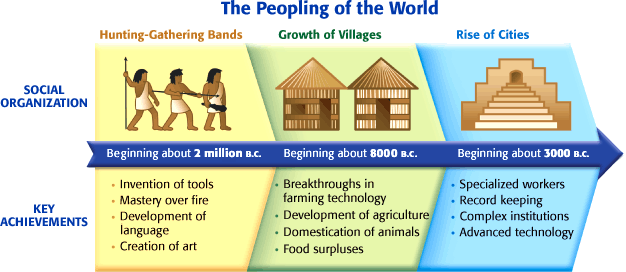 The Peopling of the World
Hunting-Gathering Bands
Growth of Villages
Rise of Cities
SOCIAL
ORGANIZATION
Beginning about 2 million B.C.
Beginning about 8000 B.C.
Beginning about 3000 B.C.
KEY
ACHIEVEMENTS
• Invention of tools
• Mastery over fire
• Development of
language
• Creation of art
• Breakthroughs in
farming technology
• Development of agriculture
• Domestication of animals
• Food surpluses
• Specialized workers
• Record keeping
• Complex institutions
• Advanced technology